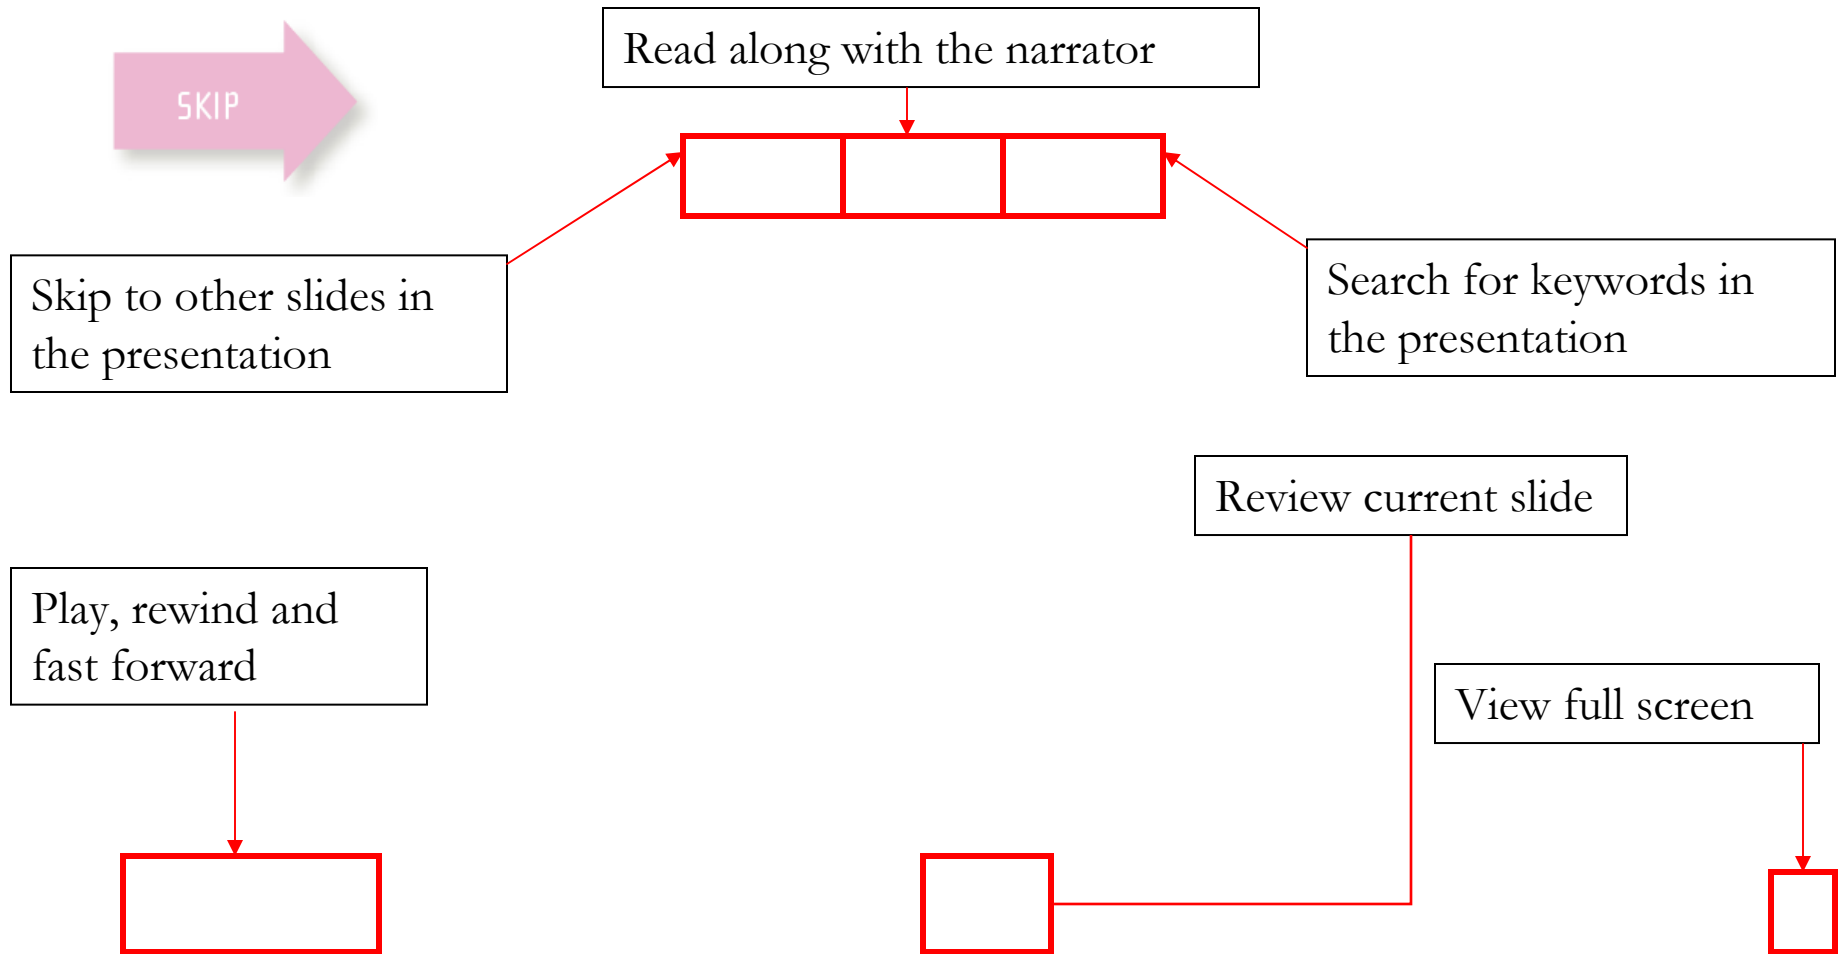 SKIP
Read along with the narrator
Skip to other slides in
the presentation
Search for keywords in
the presentation
Review current slide
Play, rewind and
fast forward
View full screen